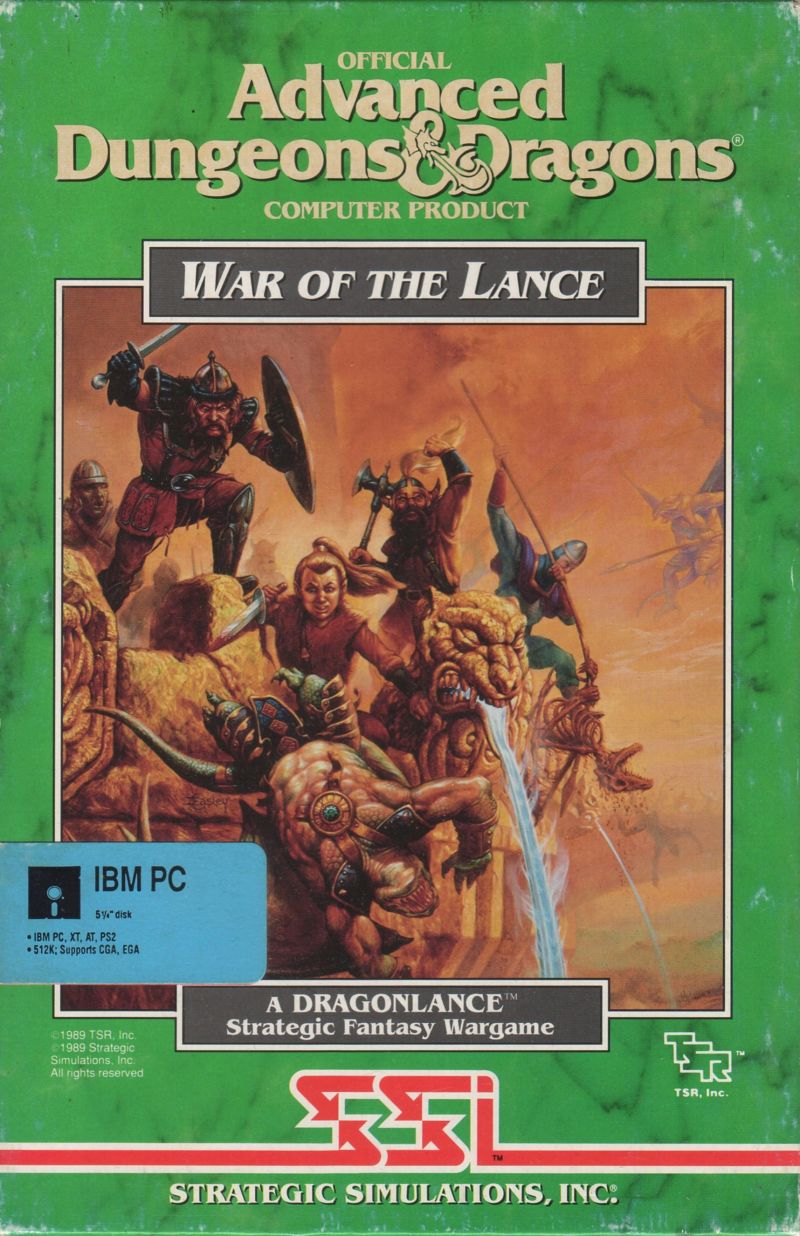 OFFICIAL
Advanced
Dungeons & Dragons®
COMPUTER PRODUCT
WAR OF THE LANCE
Easley
IBM PC
5¼" disk
• IBM PC, XT, AT, PS2
• 512K; Supports CGA, EGA
A DRAGONLANCE™
Strategic Fantasy Wargame
©1989 TSR, Inc.
©1989 Strategic
Simulations, Inc.
All rights reserved
TSR™
TSR, Inc.
SSI™
STRATEGIC SIMULATIONS, INC.®